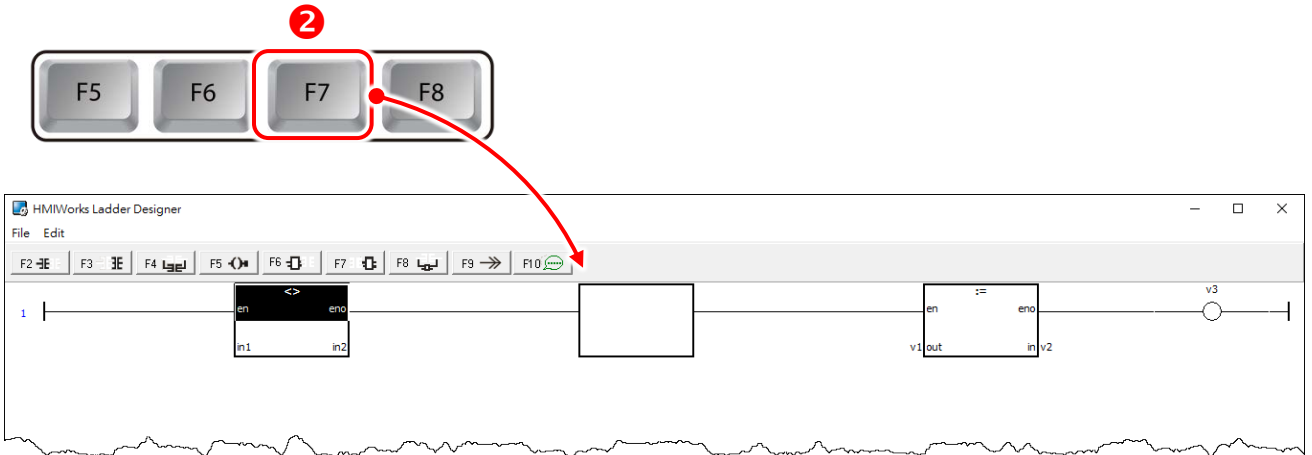 2
F5 F6 F7 F8
HMIWorks Ladder Designer
File Edit
F2 F3 F4 F5 F6 F7 F8 F9 F10
<> := v3
1 en eno en eno
in1 in2 v1 out in v2